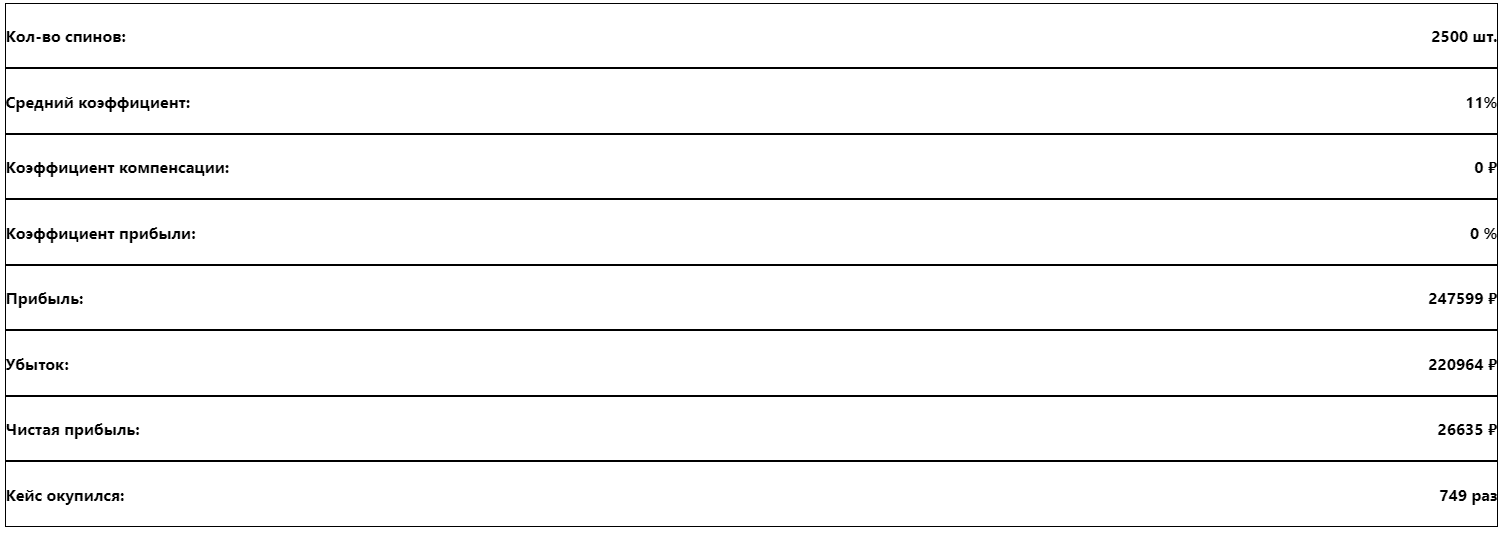 Кол-во спинов: 2500 шт.
Средний коэффициент: 11%
Коэффициент компенсации: 0 ₽
Коэффициент прибыли: 0 %
Прибыль: 247599 ₽
Убыток: 220964 ₽
Чистая прибыль: 26635 ₽
Кейс окупился: 749 раз